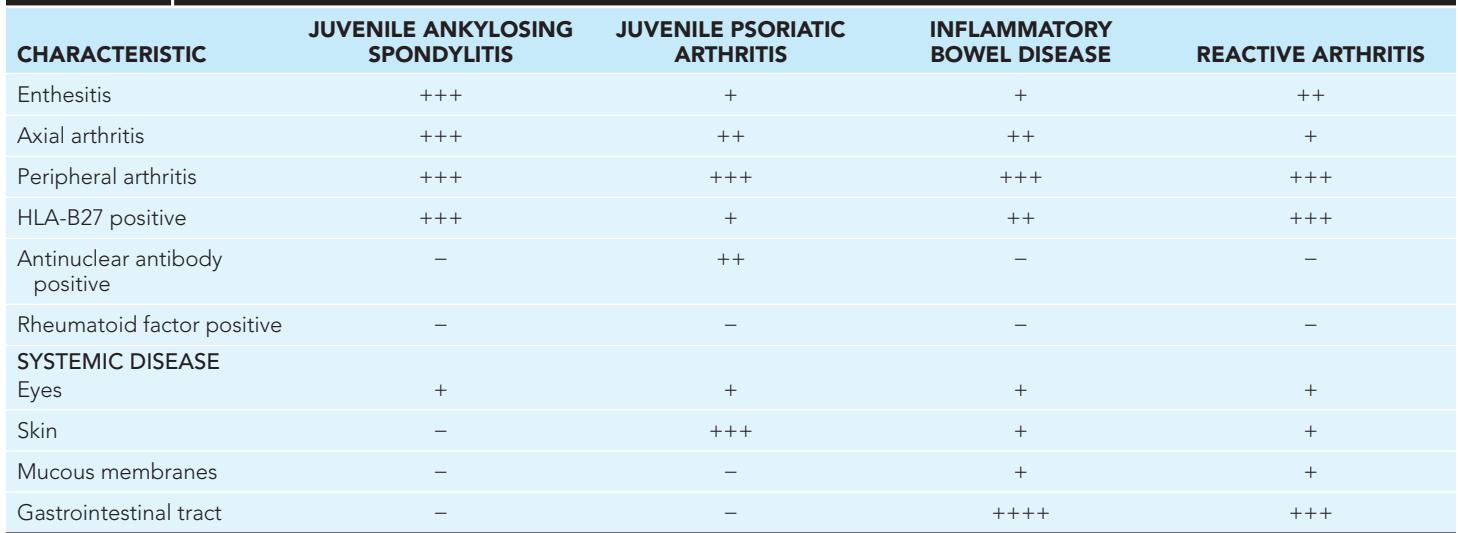 CHARACTERISTIC JUVENILE ANKYLOSING SPONDYLITIS JUVENILE PSORIATIC ARTHRITIS INFLAMMATORY BOWEL DISEASE REACTIVE ARTHRITIS
Enthesitis +++ + + ++
Axial arthritis +++ ++ ++ +
Peripheral arthritis +++ +++ +++ +++
HLA-B27 positive +++ + ++ +++
Antinuclear antibody − ++ − −
positive
Rheumatoid factor positive − − − −
SYSTEMIC DISEASE
Eyes + + + +
Skin − +++ + +
Mucous membranes − − + +
Gastrointestinal tract − − ++++ +++